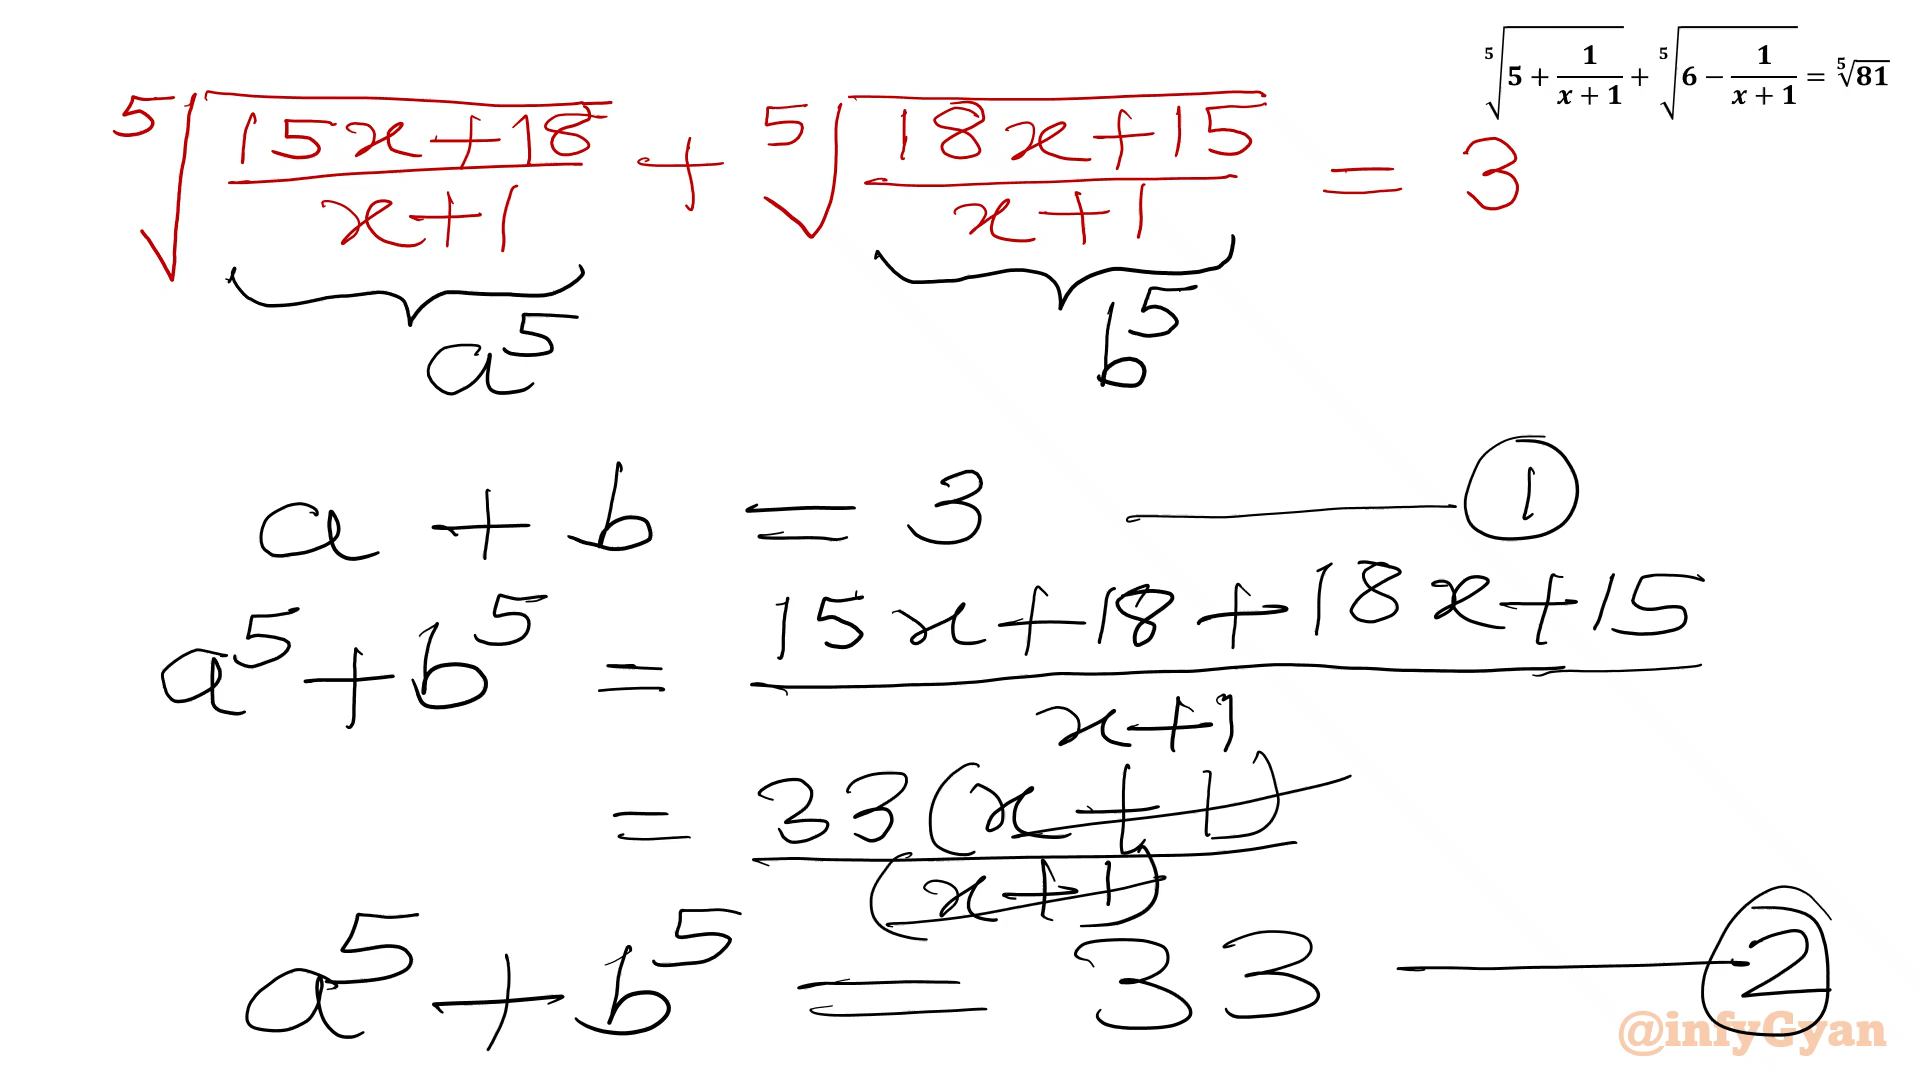 ⁵√(5 + 1/(x + 1)) + ⁵√(6 − 1/(x + 1)) = ⁵√81
⁵√((15x+18)/(x+1)) + ⁵√((18x+15)/(x+1)) = 3
a⁵ b⁵
a + b = 3 ——— ①
a⁵ + b⁵ = (15x+18+18x+15)/(x+1)
= 33(x+1)/(x+1)
a⁵ + b⁵ = 33 ——— ②
@infyGyan